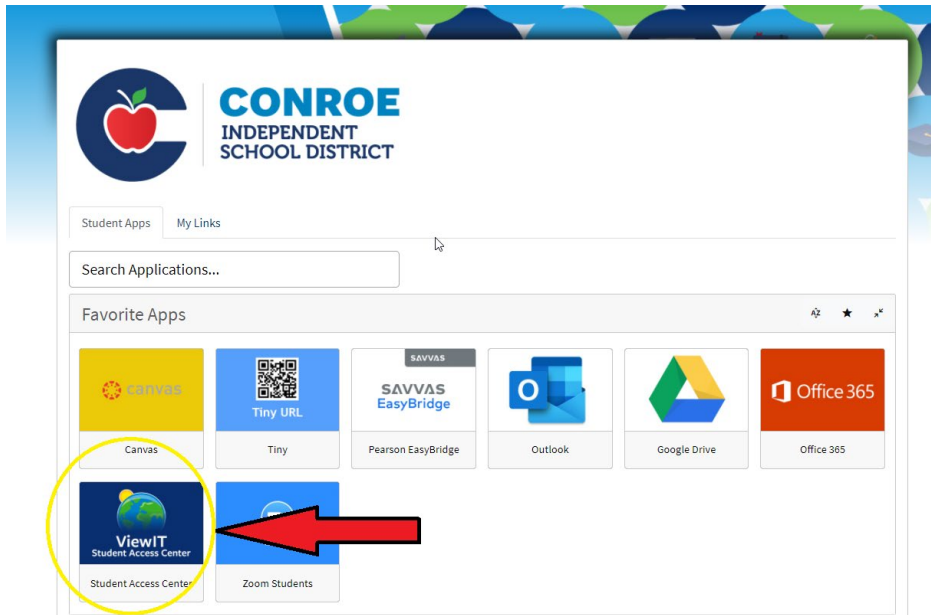 CONROE
INDEPENDENT
SCHOOL DISTRICT
Student Apps My Links
Search Applications...
Favorite Apps
canvas
Tiny URL
SAVVAS
SAVVAS
EasyBridge
Office 365
Canvas
Tiny
Pearson EasyBridge
Outlook
Google Drive
Office 365
ViewIT
Student Access Center
Student Access Center
Zoom Students